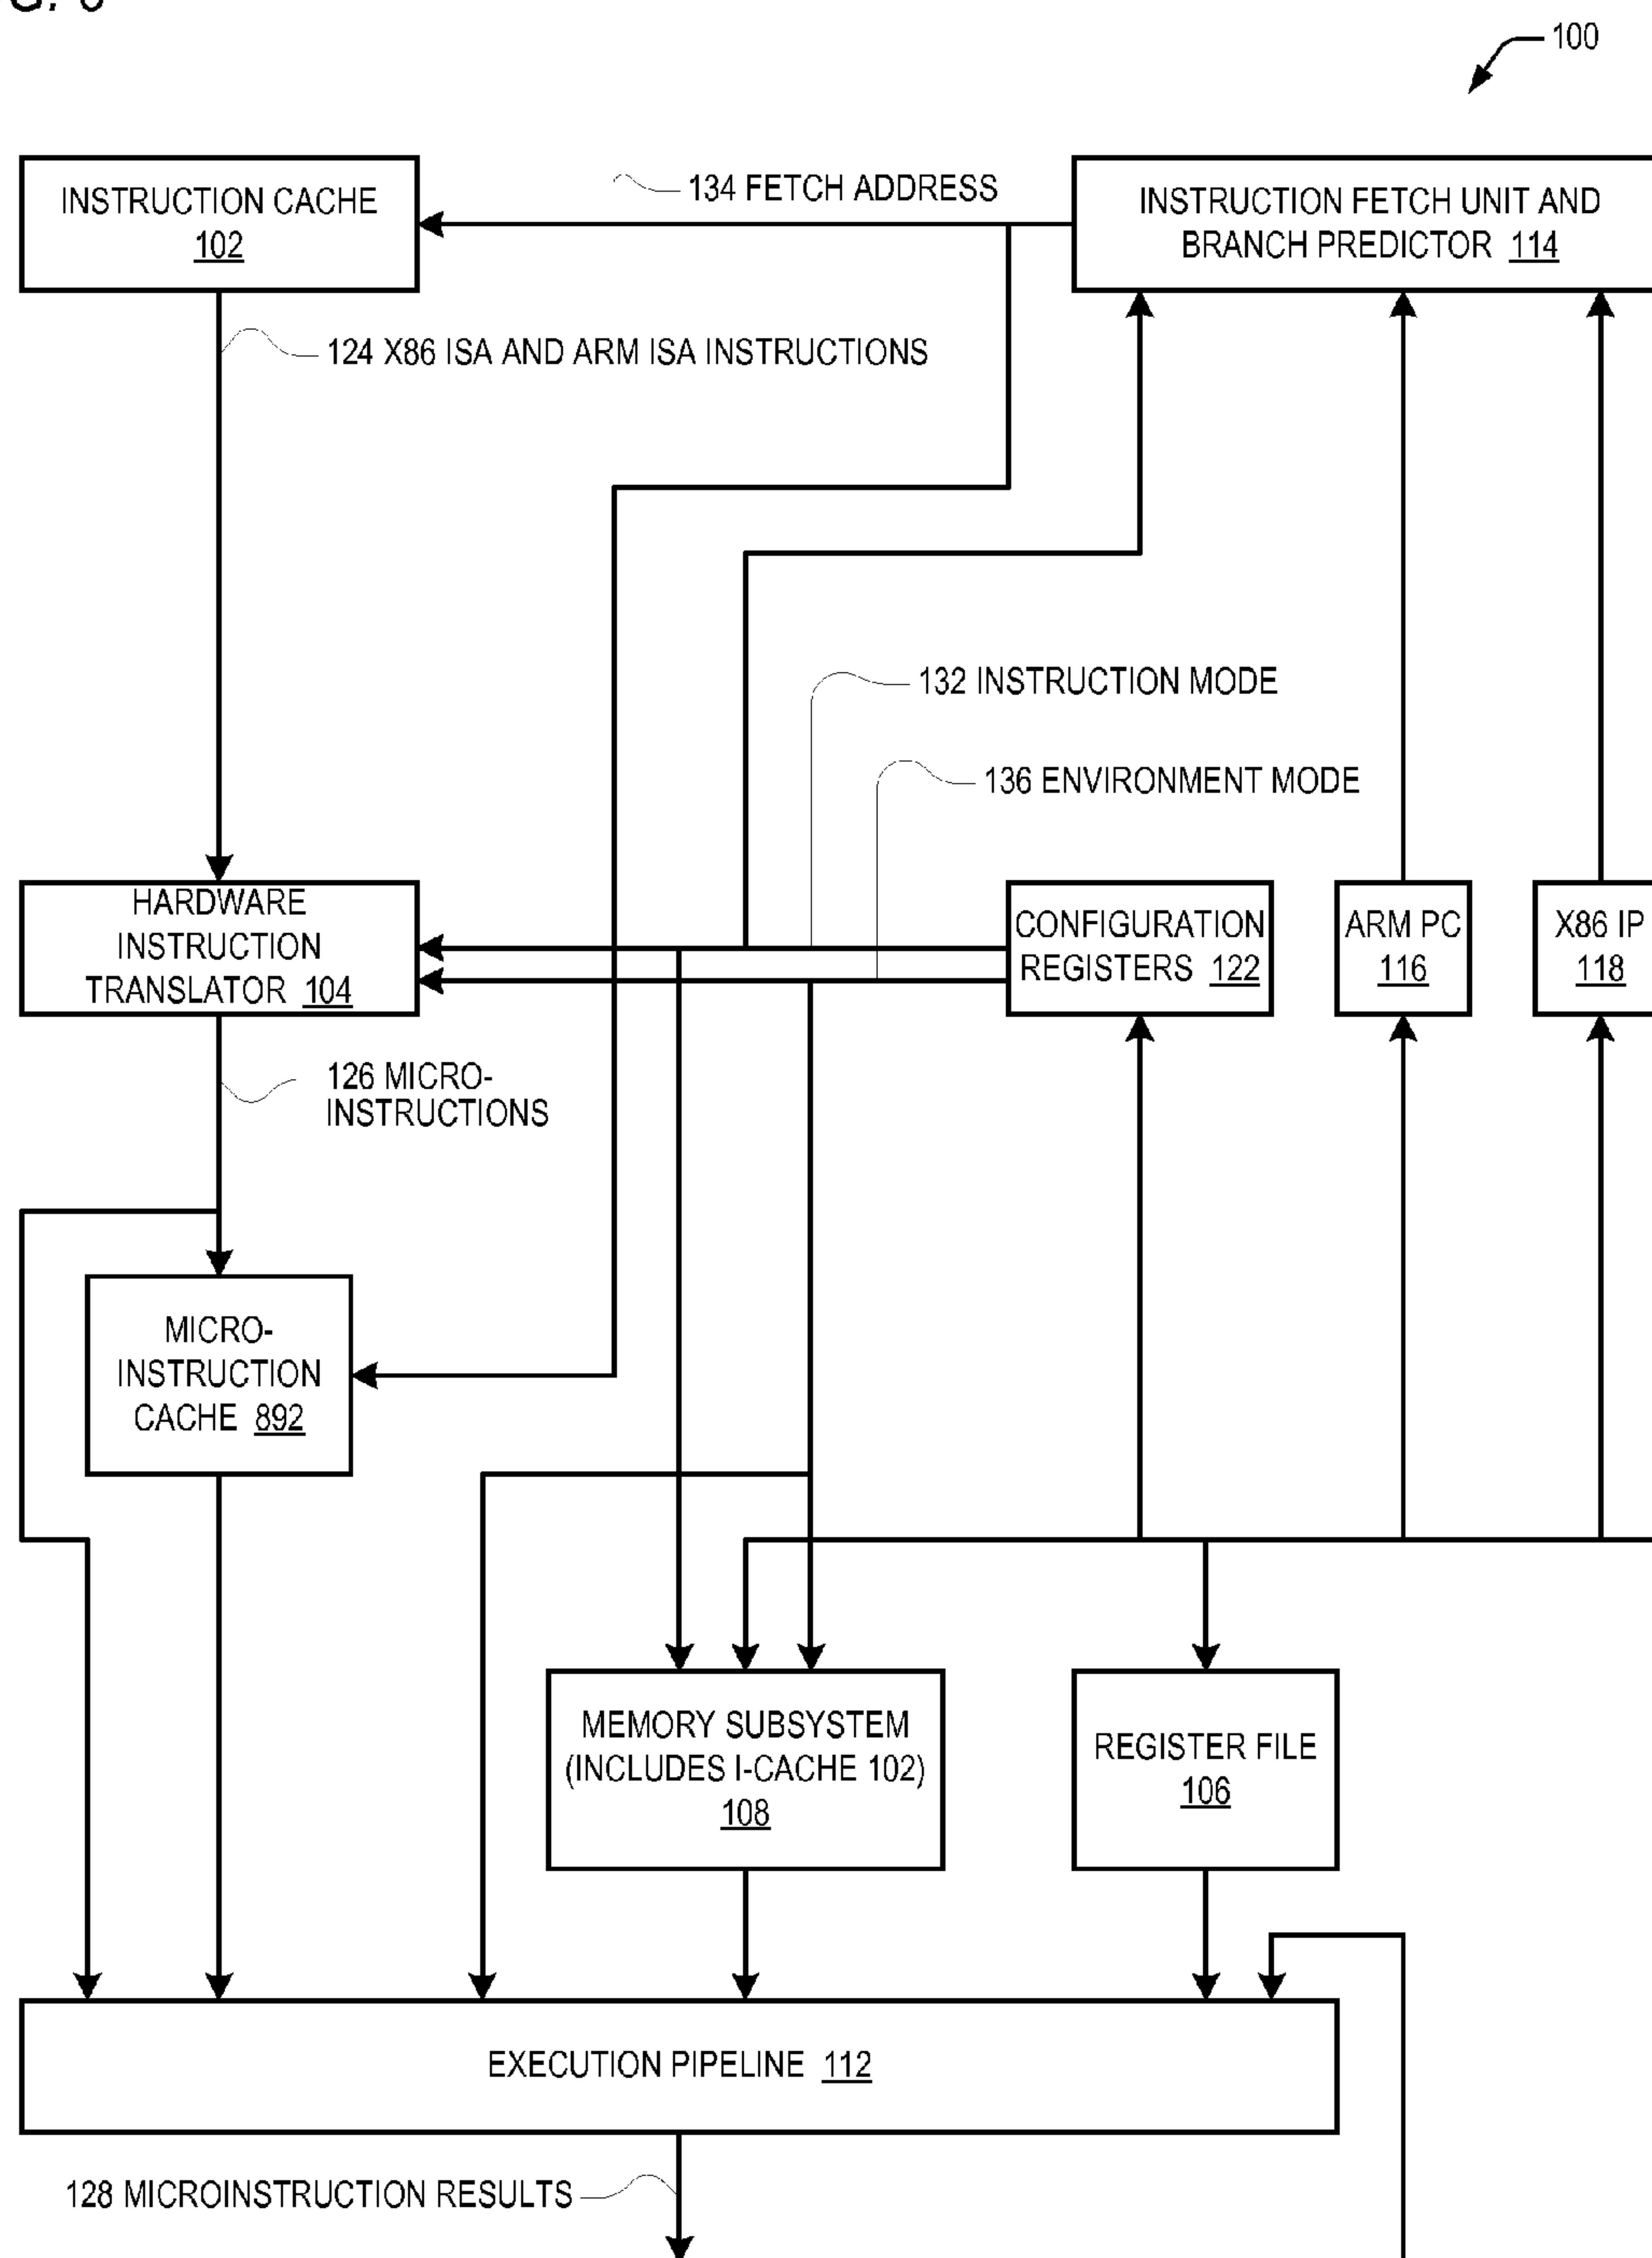 100
INSTRUCTION CACHE
102
134 FETCH ADDRESS
INSTRUCTION FETCH UNIT AND
BRANCH PREDICTOR 114
124 X86 ISA AND ARM ISA INSTRUCTIONS
132 INSTRUCTION MODE
136 ENVIRONMENT MODE
HARDWARE
INSTRUCTION
TRANSLATOR 104
CONFIGURATION
REGISTERS 122
ARM PC
116
X86 IP
118
126 MICRO-
INSTRUCTIONS
MICRO-
INSTRUCTION
CACHE 892
MEMORY SUBSYSTEM
(INCLUDES I-CACHE 102)
108
REGISTER FILE
106
EXECUTION PIPELINE 112
128 MICROINSTRUCTION RESULTS